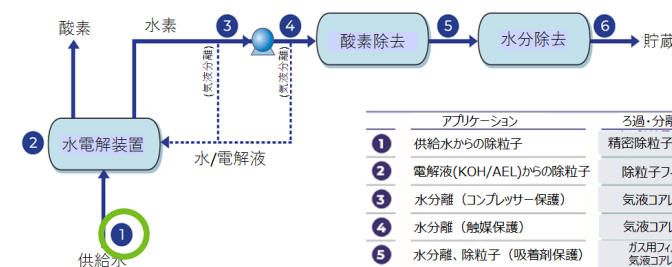 酸素
水素
3
4
5
6
(気液分離)
(気液分離)
酸素除去
水分除去
貯蔵
2
水電解装置
水/電解液
1
供給水
アプリケーション
ろ過・分離
1
供給水からの除粒子
精密除粒子
2
電解液(KOH/AEL)からの除粒子
除粒子フ
3
水分離（コンプレッサー保護）
気液コアレ
4
水分離（触媒保護）
気液コアレ
5
水分離、除粒子（吸着剤保護）
ガス用フィ
気液コアレ